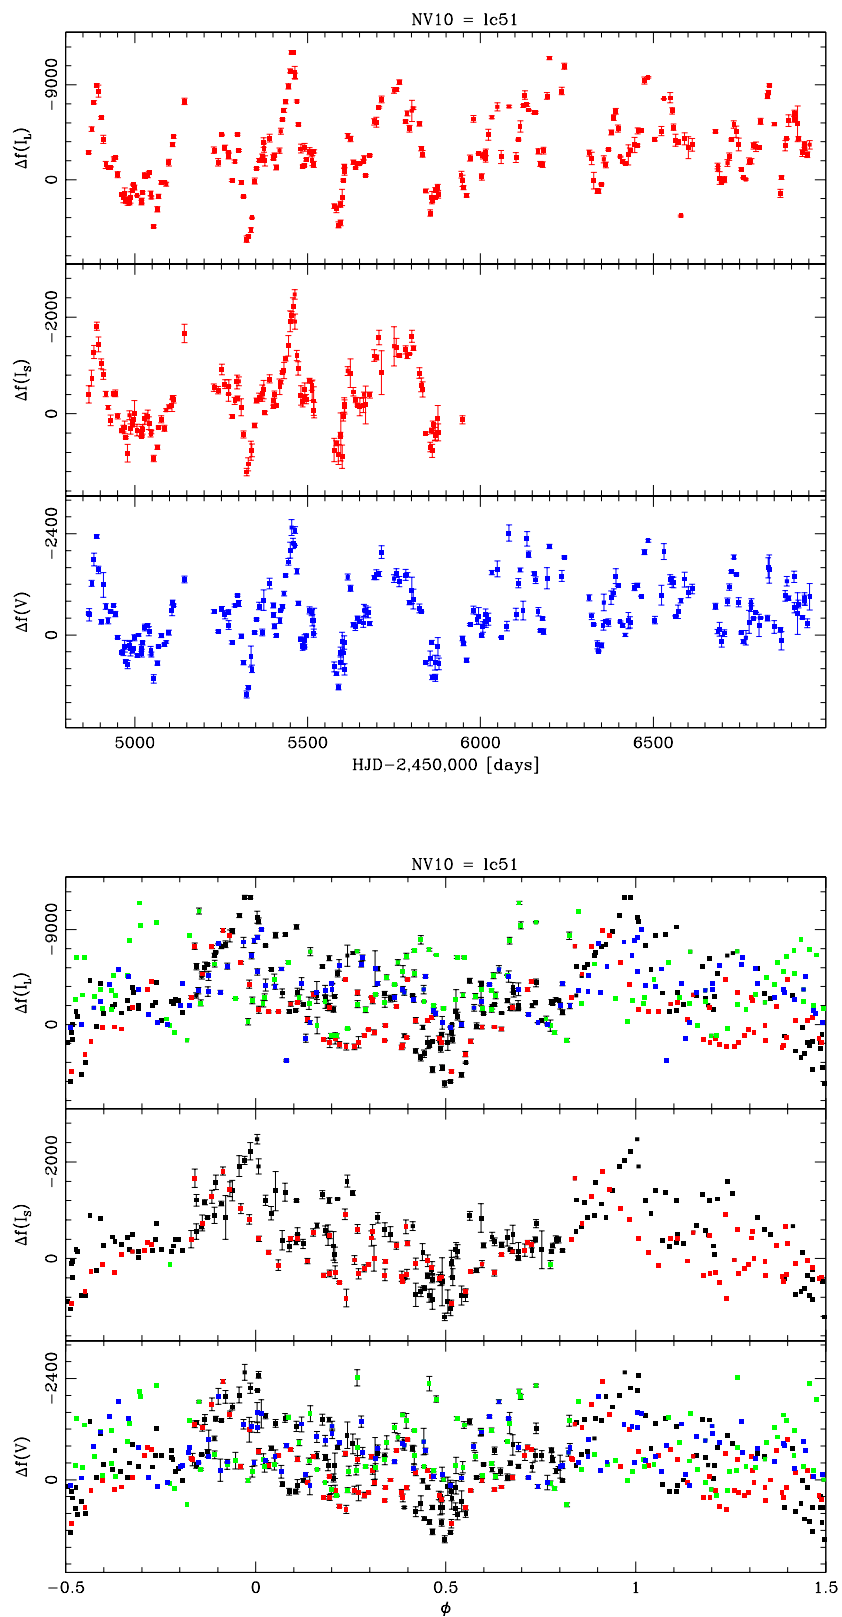 NV10 = lc51
-9000
0
Δf(I_L)
-2000
0
Δf(I_S)
-2400
0
Δf(V)
5000 5500 6000 6500
HJD-2,450,000 [days]
NV10 = lc51
-9000
0
Δf(I_L)
-2000
0
Δf(I_S)
-2400
0
Δf(V)
-0.5 0 0.5 1 1.5
ϕ